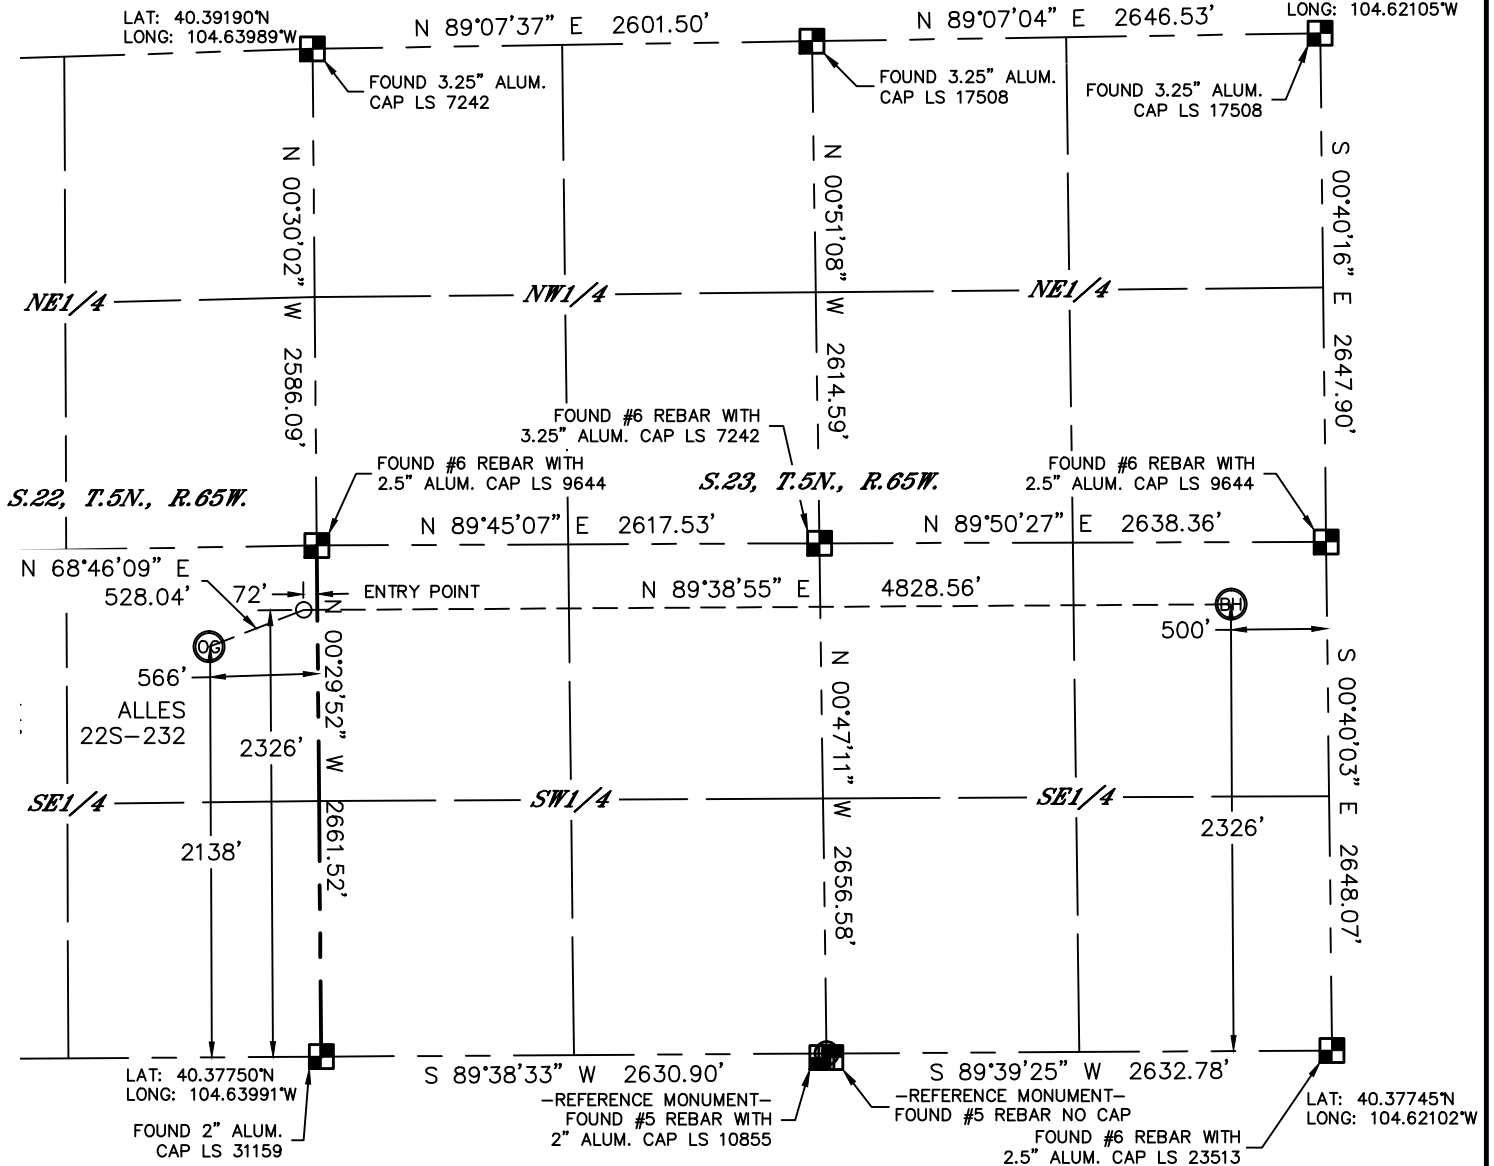 LAT: 40.39190°N
LONG: 104.63989°W
N 89°07'37" E 2601.50'
N 89°07'04" E 2646.53'
LONG: 104.62105°W
FOUND 3.25" ALUM.
CAP LS 7242
FOUND 3.25" ALUM.
CAP LS 17508
FOUND 3.25" ALUM.
CAP LS 17508
N 00°30'02" W 2586.09'
N 00°51'08" W 2614.59'
S 00°40'16" E 2647.90'
NE1/4
NW1/4
NE1/4
FOUND #6 REBAR WITH
3.25" ALUM. CAP LS 7242
FOUND #6 REBAR WITH
2.5" ALUM. CAP LS 9644
FOUND #6 REBAR WITH
2.5" ALUM. CAP LS 9644
S.22, T.5N., R.65W.
S.23, T.5N., R.65W.
N 89°45'07" E 2617.53'
N 89°50'27" E 2638.36'
N 68°46'09" E
528.04'
72'
ENTRY POINT
N 89°38'55" E 4828.56'
BH
500'
OG
566'
ALLES
22S-232
2326'
N 00°29'52" W 2661.52'
N 00°47'11" W 2656.58'
S 00°40'03" E 2648.07'
SE1/4
SW1/4
SE1/4
2138'
2326'
S 89°38'33" W 2630.90'
S 89°39'25" W 2632.78'
LAT: 40.37750°N
LONG: 104.63991°W
FOUND 2" ALUM.
CAP LS 31159
-REFERENCE MONUMENT-
FOUND #5 REBAR WITH
2" ALUM. CAP LS 10855
-REFERENCE MONUMENT-
FOUND #5 REBAR NO CAP
FOUND #6 REBAR WITH
2.5" ALUM. CAP LS 23513
LAT: 40.37745°N
LONG: 104.62102°W